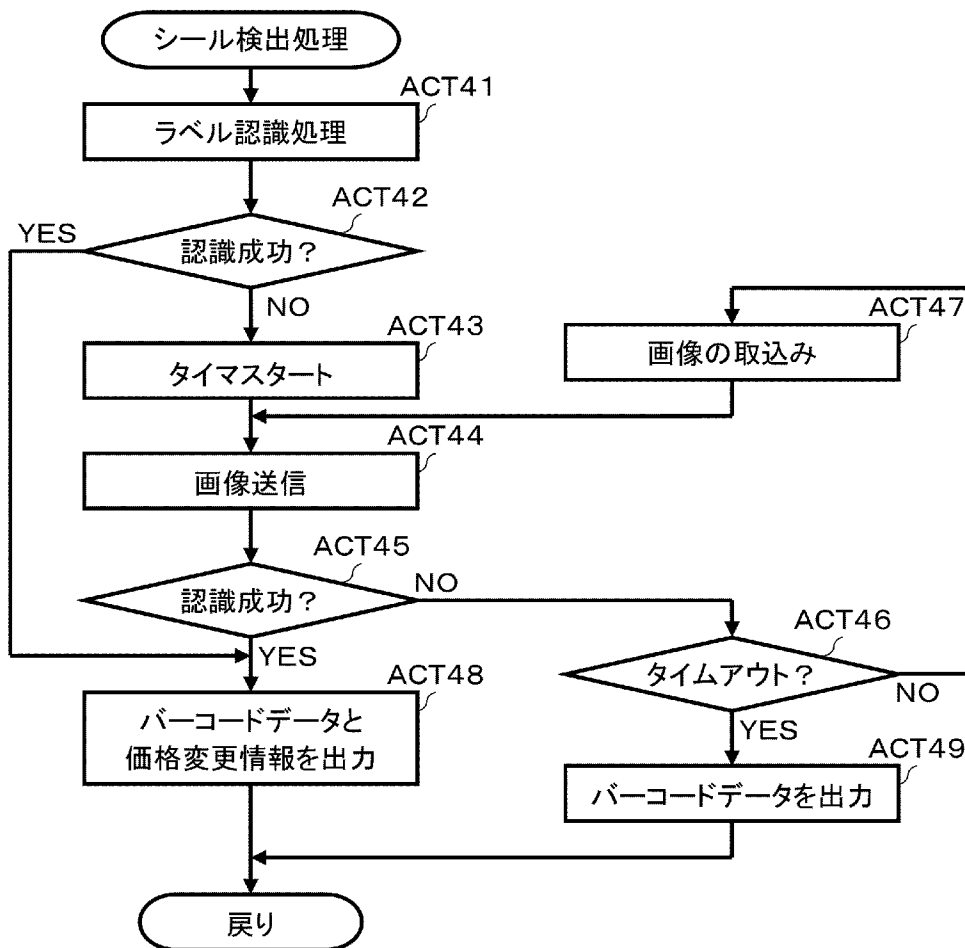 シール検出処理
ACT41
ラベル認識処理
ACT42
YES
認識成功？
NO
ACT43
タイマスタート
ACT47
画像の取込み
ACT44
画像送信
ACT45
認識成功？
NO
YES
ACT46
タイムアウト？
NO
YES
ACT48
バーコードデータと
価格変更情報を出力
ACT49
バーコードデータを出力
戻り